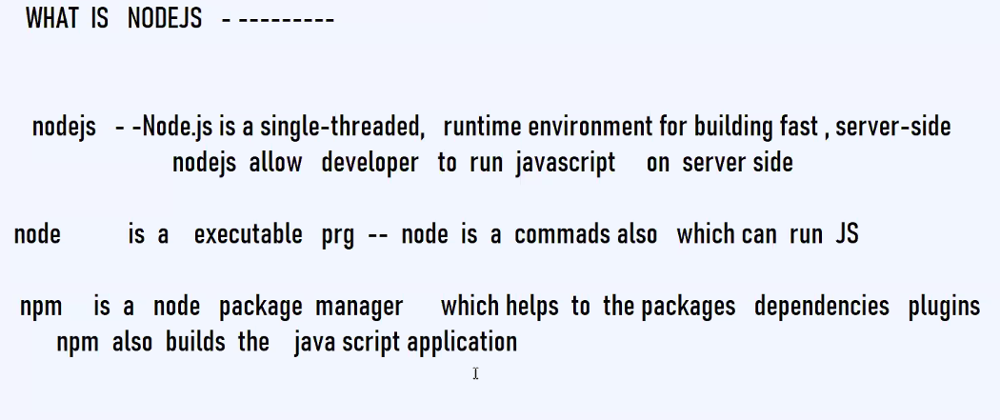 WHAT IS NODEJS - ---------
nodejs - -Node.js is a single-threaded, runtime environment for building fast , server-side
nodejs allow developer to run javascript on server side
node is a executable prg -- node is a commads also which can run JS
npm is a node package manager which helps to the packages dependencies plugins
npm also builds the java script application